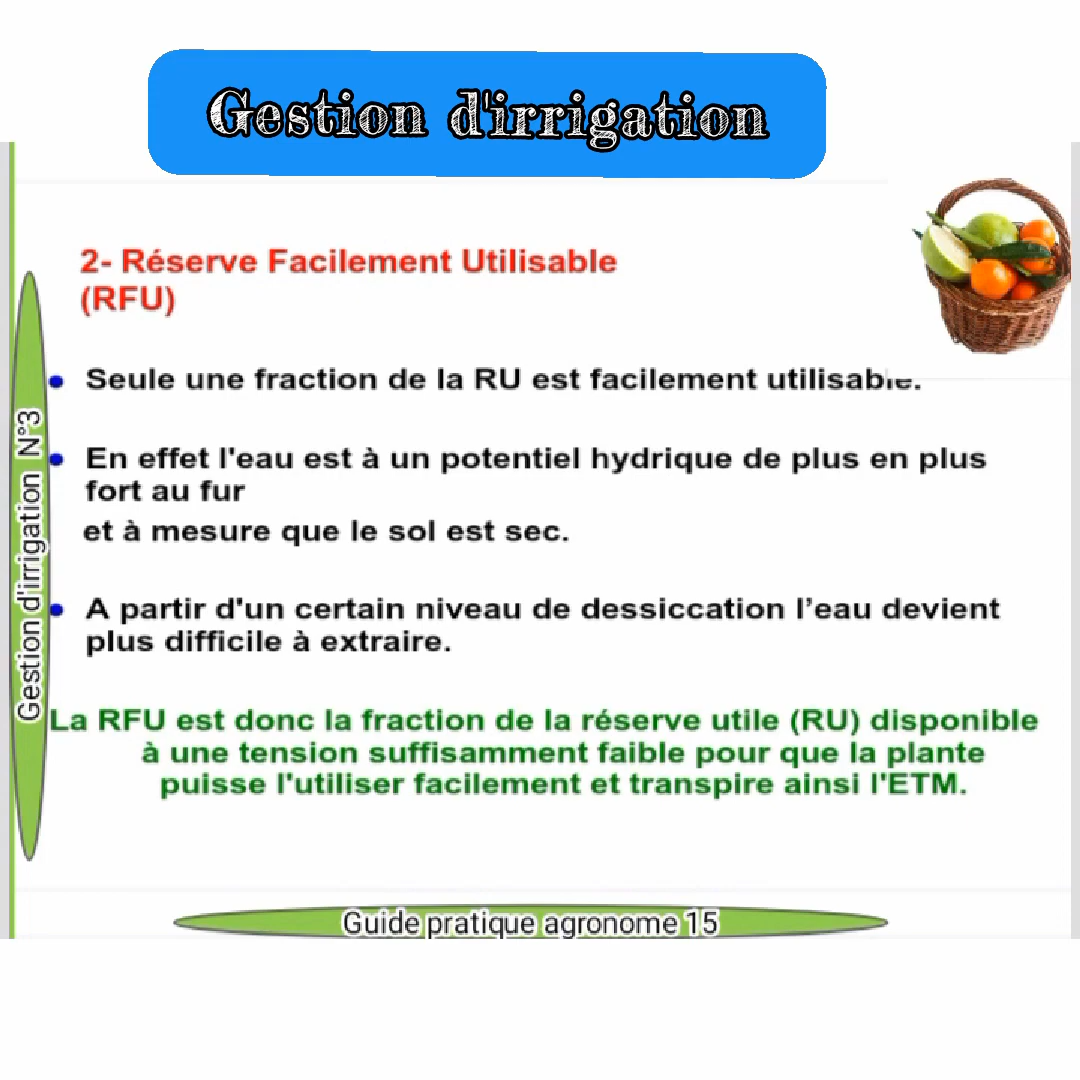 Gestion d'irrigation
2- Réserve Facilement Utilisable
(RFU)
Seule une fraction de la RU est facilement utilisable.
En effet l'eau est à un potentiel hydrique de plus en plus
fort au fur
et à mesure que le sol est sec.
A partir d'un certain niveau de dessiccation l’eau devient
plus difficile à extraire.
La RFU est donc la fraction de la réserve utile (RU) disponible
à une tension suffisamment faible pour que la plante
puisse l'utiliser facilement et transpire ainsi l'ETM.
Gestion d'irrigation N°3
Guide pratique agronome 15